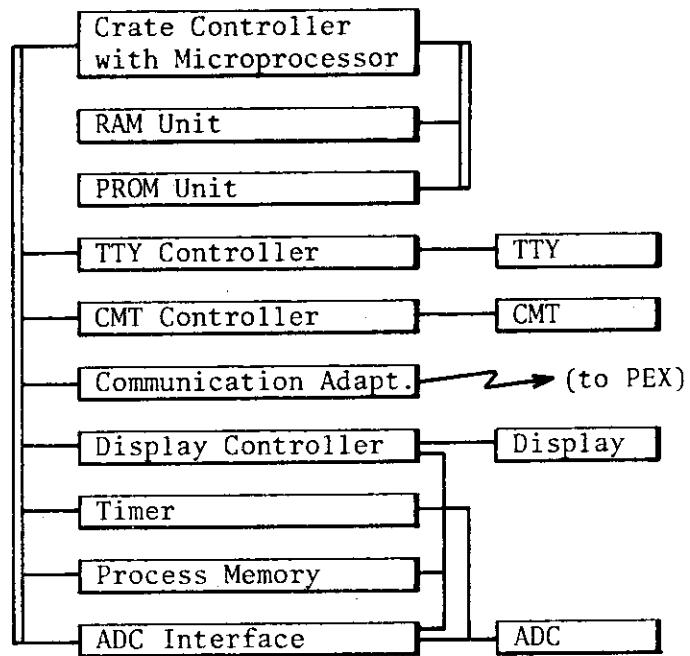 Crate Controller
with Microprocessor
RAM Unit
PROM Unit
TTY Controller
TTY
CMT Controller
CMT
Communication Adapt.
(to PEX)
Display Controller
Display
Timer
Process Memory
ADC Interface
ADC